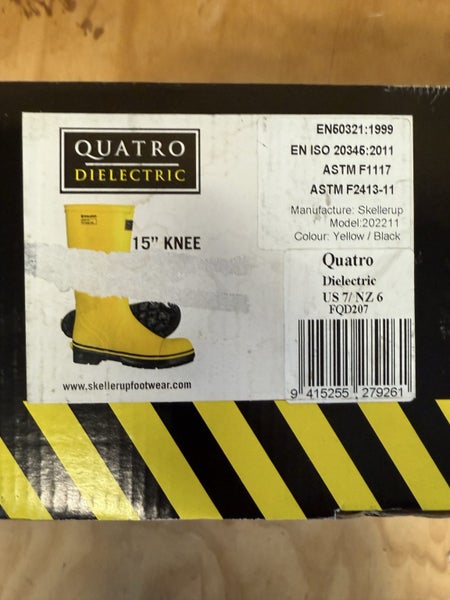 QUATRO
DIELECTRIC
15” KNEE
www.skellerupfootwear.com
EN60321:1999
EN ISO 20345:2011
ASTM F1117
ASTM F2413-11
Manufacture: Skellerup
Model:202211
Colour: Yellow / Black
Quatro
Dielectric
US 7/ NZ 6
FQD207
9 415255 279261